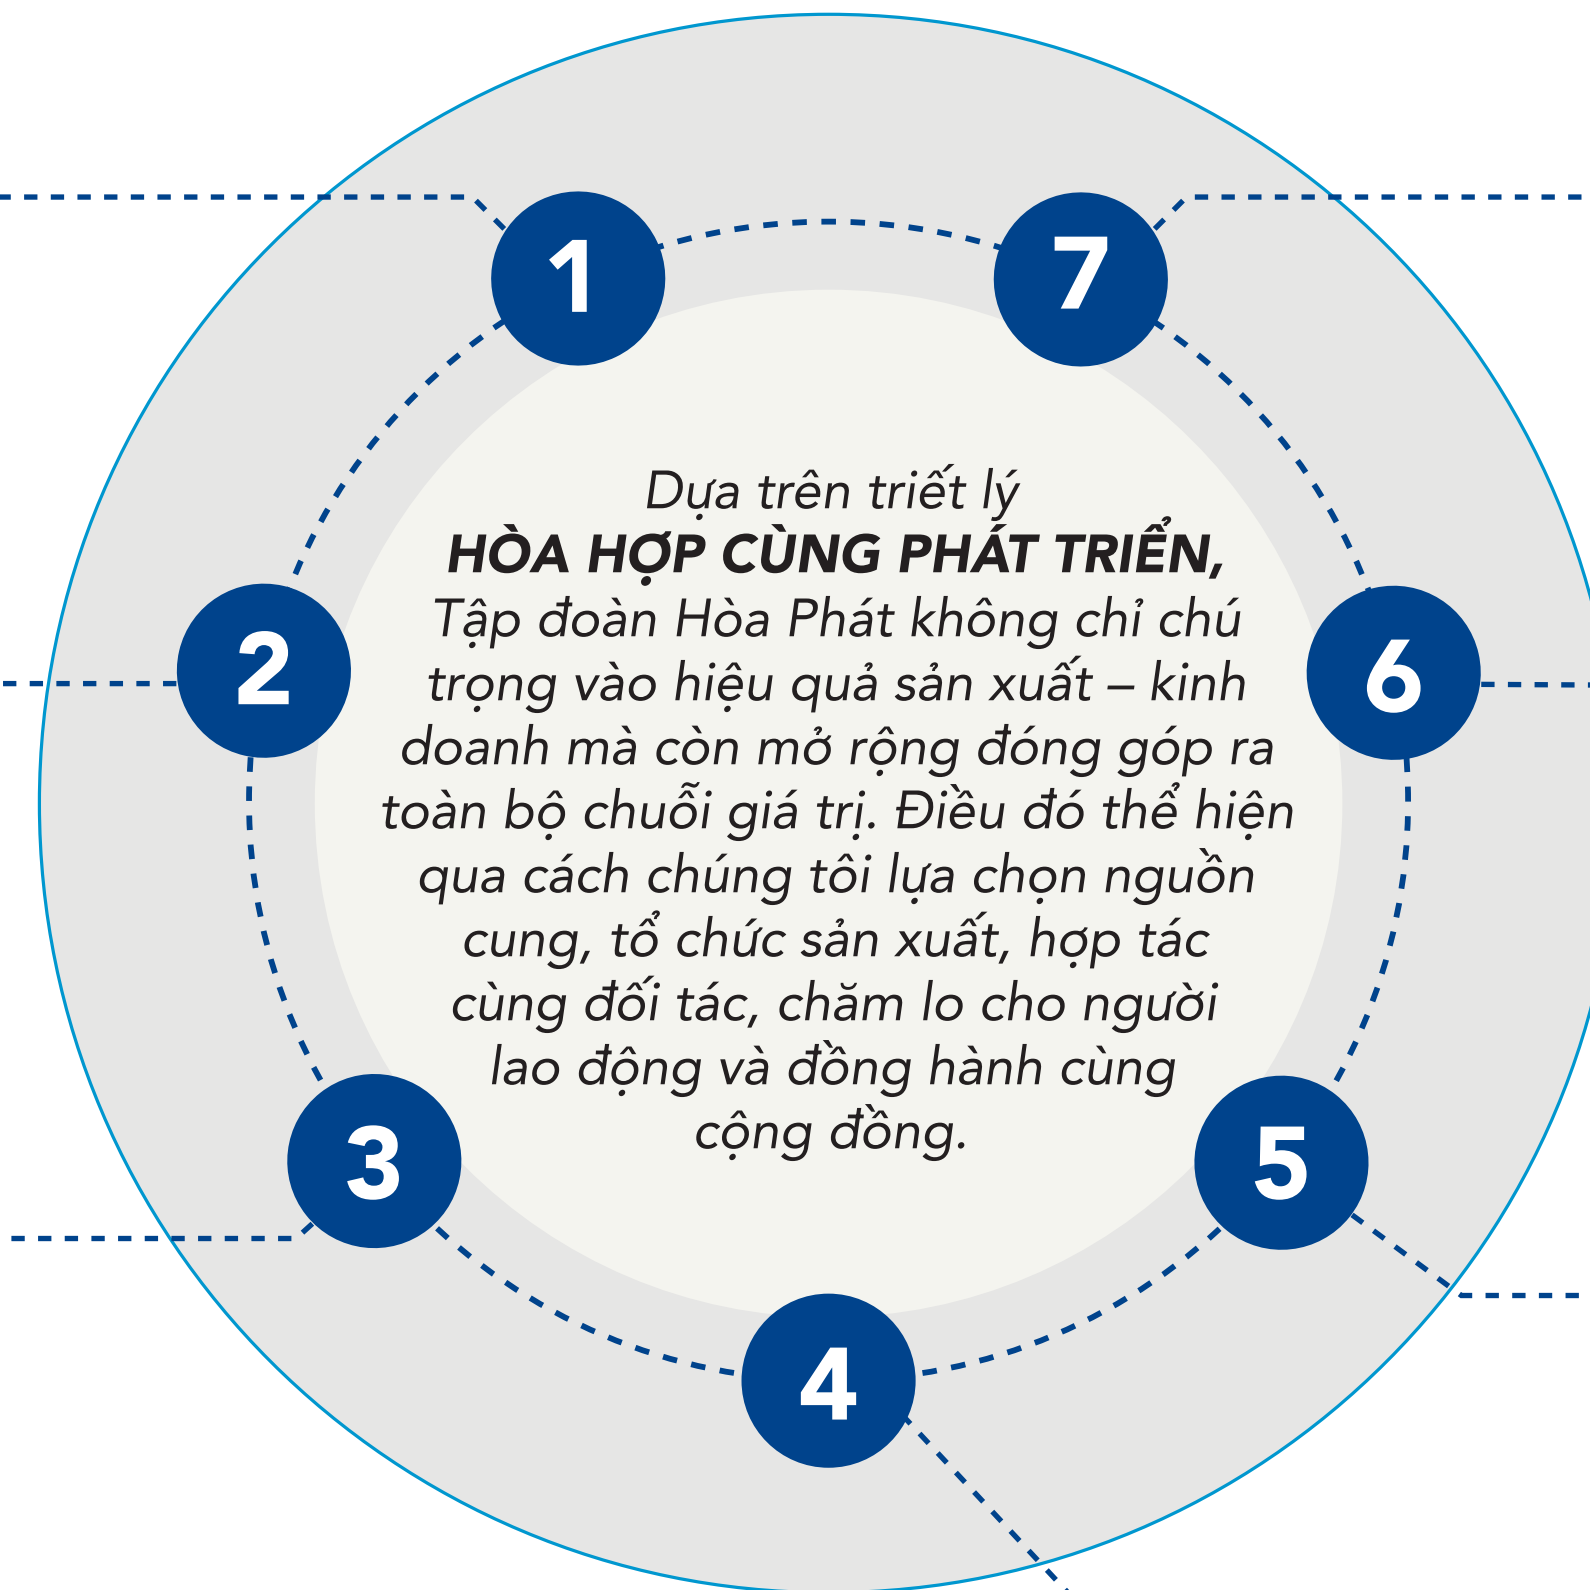 1
7
Dựa trên triết lý
HÒA HỢP CÙNG PHÁT TRIỂN,
Tập đoàn Hòa Phát không chỉ chú
trọng vào hiệu quả sản xuất – kinh
doanh mà còn mở rộng đóng góp ra
toàn bộ chuỗi giá trị. Điều đó thể hiện
qua cách chúng tôi lựa chọn nguồn
cung, tổ chức sản xuất, hợp tác
cùng đối tác, chăm lo cho người
lao động và đồng hành cùng
cộng đồng.
2
6
3
5
4